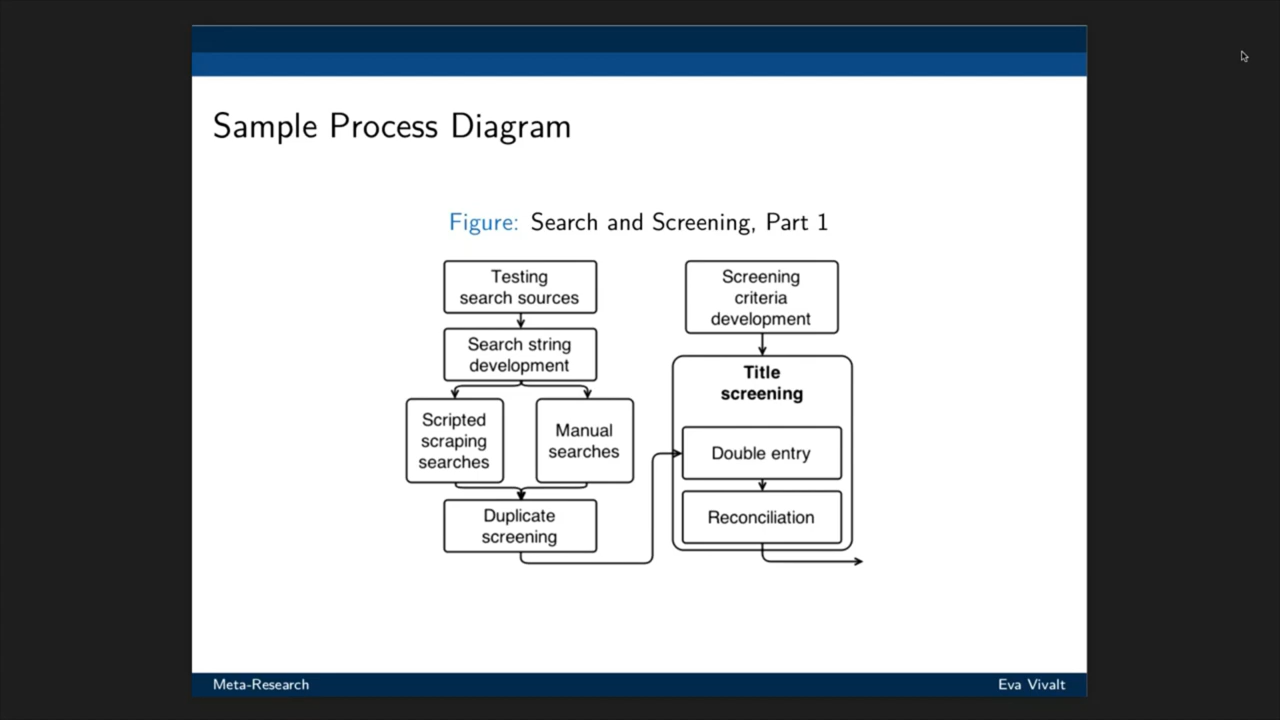 Sample Process Diagram
Figure: Search and Screening, Part 1
Testing
search sources
Search string
development
Scripted
scraping
searches
Manual
searches
Duplicate
screening
Screening
criteria
development
Title
screening
Double entry
Reconciliation
Meta-Research
Eva Vivalt